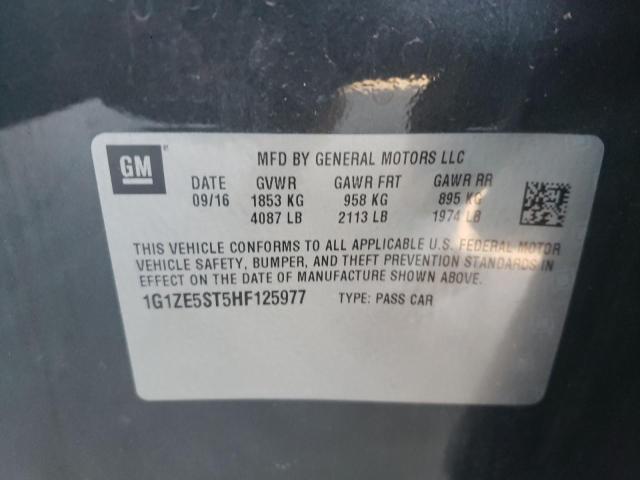 GM
MFD BY GENERAL MOTORS LLC
DATE GVWR GAWR FRT GAWR RR
09/16 1853 KG 958 KG 895 KG
4087 LB 2113 LB 1974 LB
THIS VEHICLE CONFORMS TO ALL APPLICABLE U.S. FEDERAL MOTOR
VEHICLE SAFETY, BUMPER, AND THEFT PREVENTION STANDARDS IN
EFFECT ON THE DATE OF MANUFACTURE SHOWN ABOVE.
1G1ZE5ST5HF125977 TYPE: PASS CAR